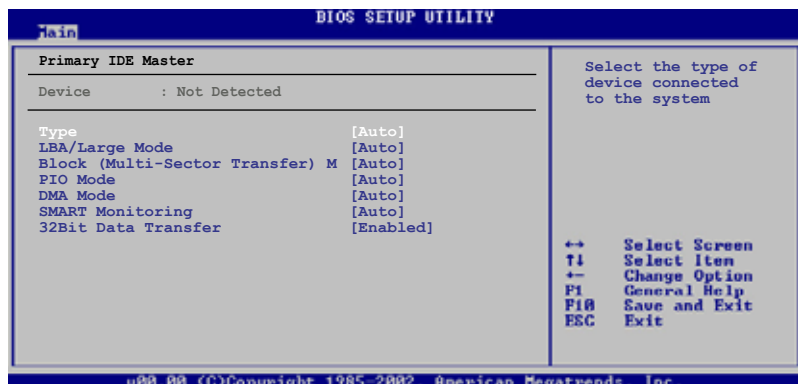 BIOS SETUP UTILITY
Main
Primary IDE Master
Device : Not Detected
Type [Auto]
LBA/Large Mode [Auto]
Block (Multi-Sector Transfer) M [Auto]
PIO Mode [Auto]
DMA Mode [Auto]
SMART Monitoring [Auto]
32Bit Data Transfer [Enabled]
Select the type of
device connected
to the system
↔ Select Screen
↑↓ Select Item
+- Change Option
F1 General Help
F10 Save and Exit
ESC Exit
v00.00 (C)Copyright 1985-2002, American Megatrends, Inc.